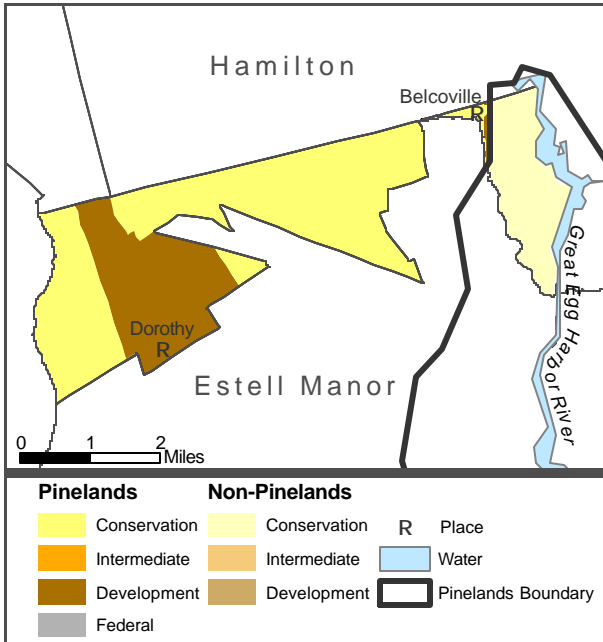 Hamilton
Belcoville
R
Dorothy
R
Estell Manor
Great Egg Harbor River
0 1 2
Miles
Pinelands Non-Pinelands
Conservation Conservation R Place
Intermediate Intermediate Water
Development Development Pinelands Boundary
Federal